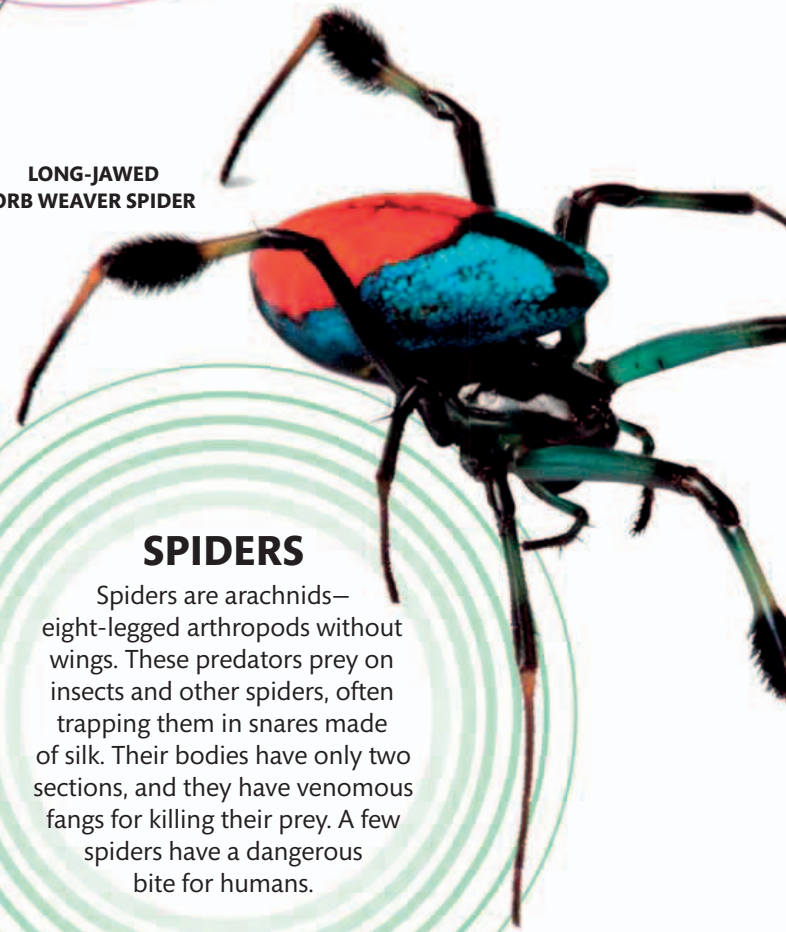 LONG-JAWED
ORB WEAVER SPIDER
SPIDERS
Spiders are arachnids—
eight-legged arthropods without
wings. These predators prey on
insects and other spiders, often
trapping them in snares made
of silk. Their bodies have only two
sections, and they have venomous
fangs for killing their prey. A few
spiders have a dangerous
bite for humans.